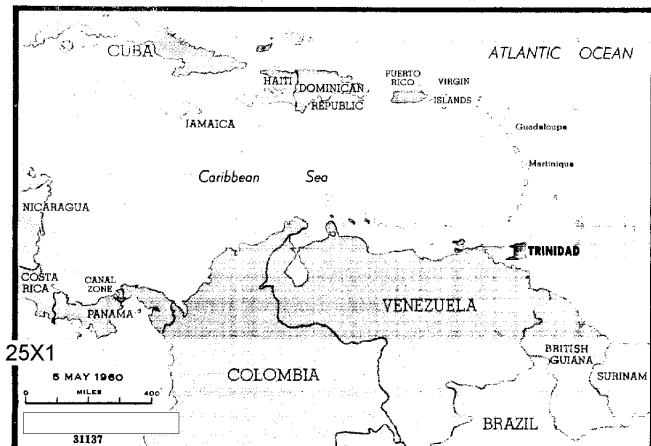 CUBA
ATLANTIC OCEAN
HAITI
DOMINICAN
REPUBLIC
PUERTO
RICO
VIRGIN
ISLANDS
JAMAICA
Guadaloupe
Martinique
Caribbean Sea
NICARAGUA
COSTA
RICA
CANAL
ZONE
PANAMA
TRINIDAD
VENEZUELA
BRITISH
GUIANA
SURINAM
COLOMBIA
BRAZIL
25X1
5 MAY 1960
MILES
0 400
31137